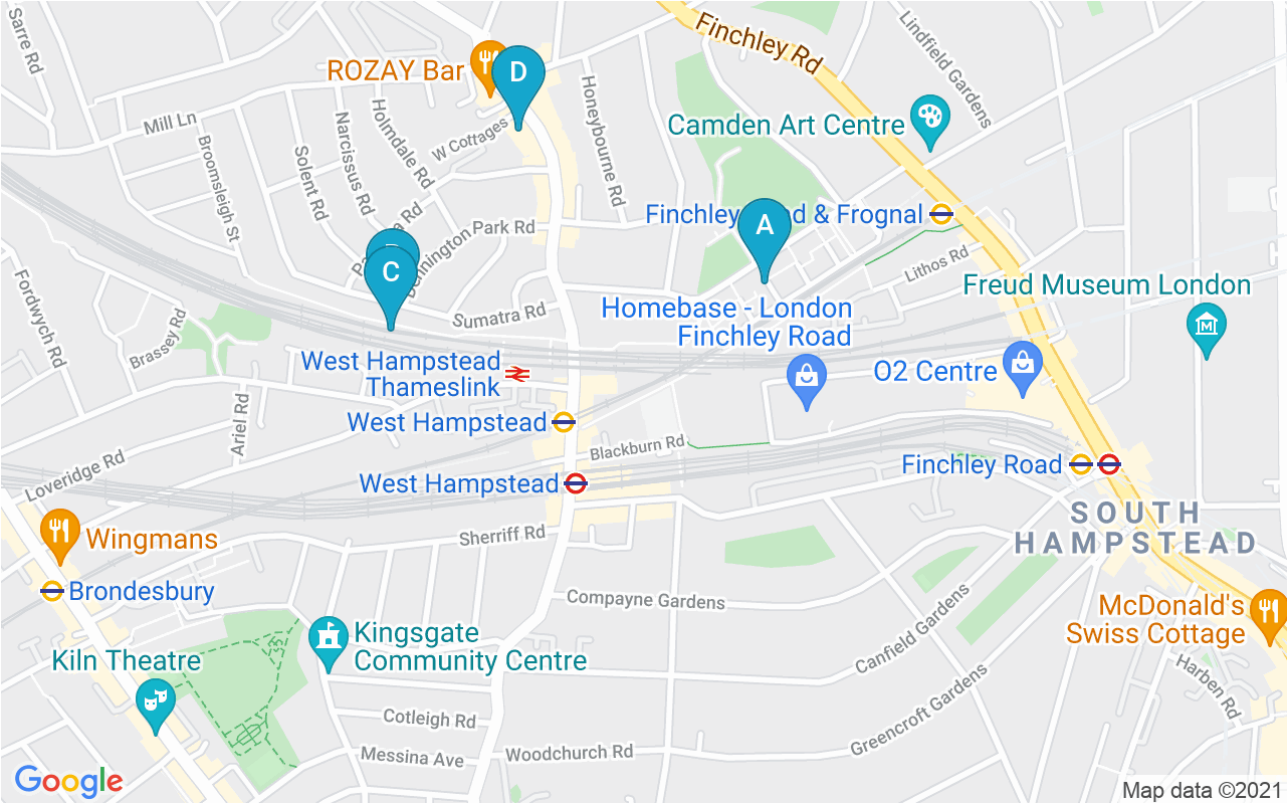 Sarre Rd
Finchley Rd
Lindfield Gardens
ROZAY Bar
D
Mill Ln
Holmdale Rd
Honeybourne Rd
Camden Art Centre
W Cottages
Narcissus Rd
Broomsleigh St
Solent Rd
Park Rd
Finchley
& Frognal
A
C
Lithos Rd
Fordwych Rd
Freud Museum London
Sumatra Rd
Homebase - London
Finchley Road
Brassey Rd
West Hampstead
Thameslink
O2 Centre
Ariel Rd
West Hampstead
Blackburn Rd
Loveridge Rd
Finchley Road
West Hampstead
SOUTH
HAMPSTEAD
Wingmans
Sherriff Rd
Brondesbury
Compayne Gardens
McDonald's
Swiss Cottage
Canfield Gardens
Kingsgate
Community Centre
Kiln Theatre
Harben Rd
Greencroft Gardens
Cotleigh Rd
Messina Ave
Woodchurch Rd
Google
Map data ©2021